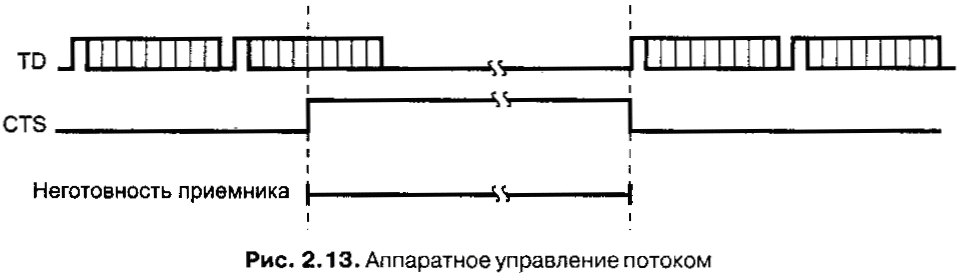 TD
CTS
Неготовность приемника
Рис. 2.13. Аппаратное управление потоком